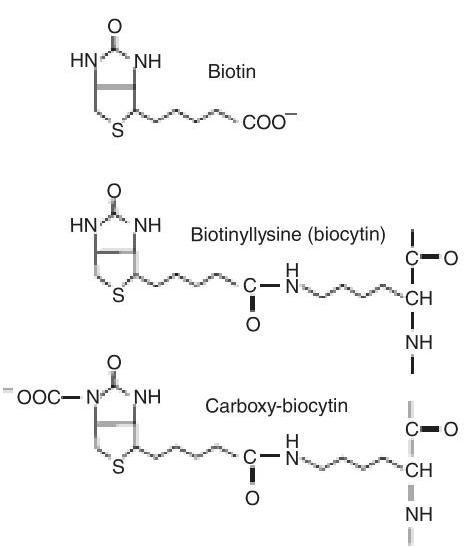 O
HN NH
Biotin
S
COO−
O
HN NH
Biotinyllysine (biocytin)
S
C—O
H
C—N
CH
O
NH
O
−OOC—N NH
Carboxy-biocytin
S
C—O
H
C—N
CH
O
NH